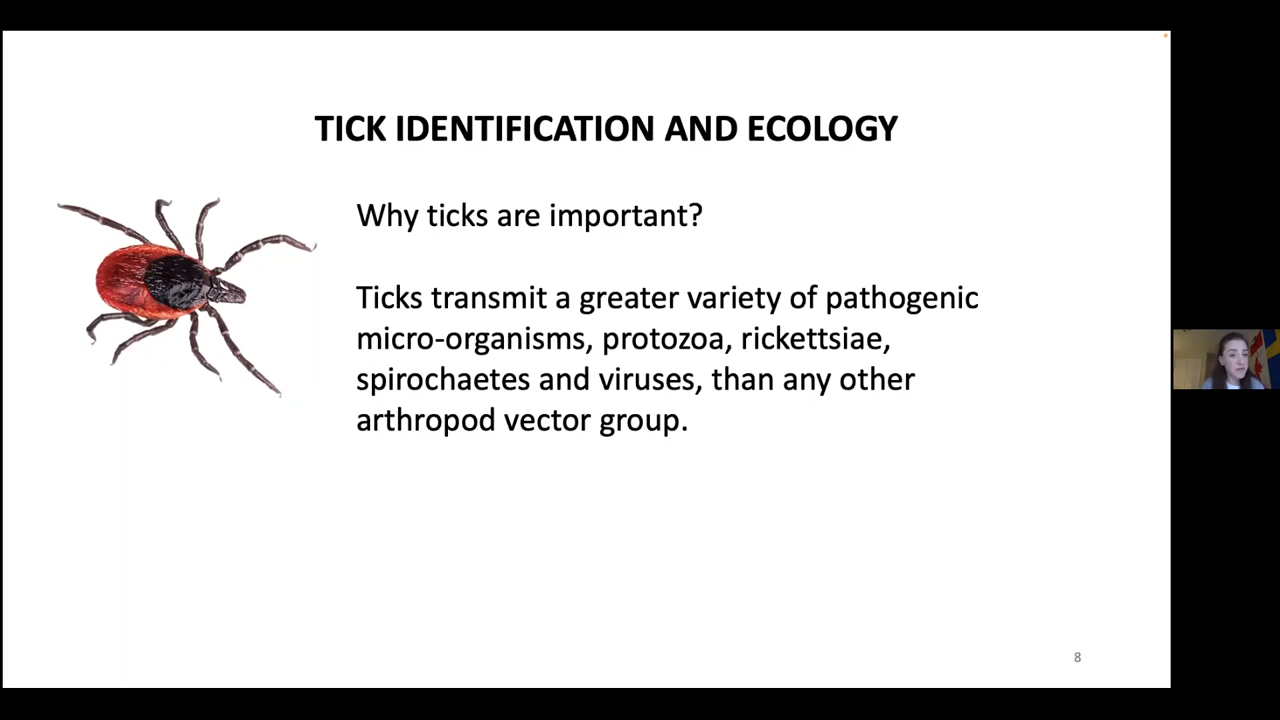 TICK IDENTIFICATION AND ECOLOGY
Why ticks are important?
Ticks transmit a greater variety of pathogenic
micro-organisms, protozoa, rickettsiae,
spirochaetes and viruses, than any other
arthropod vector group.
8